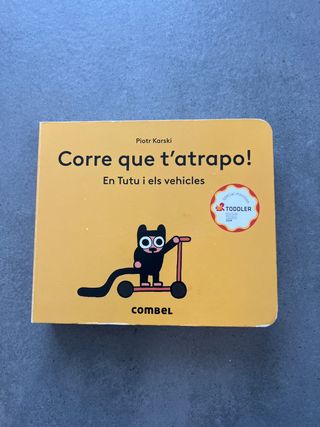 Piotr Karski
Corre que t'atrapo!
En Tutu i els vehicles
TODDLER
COMBEL